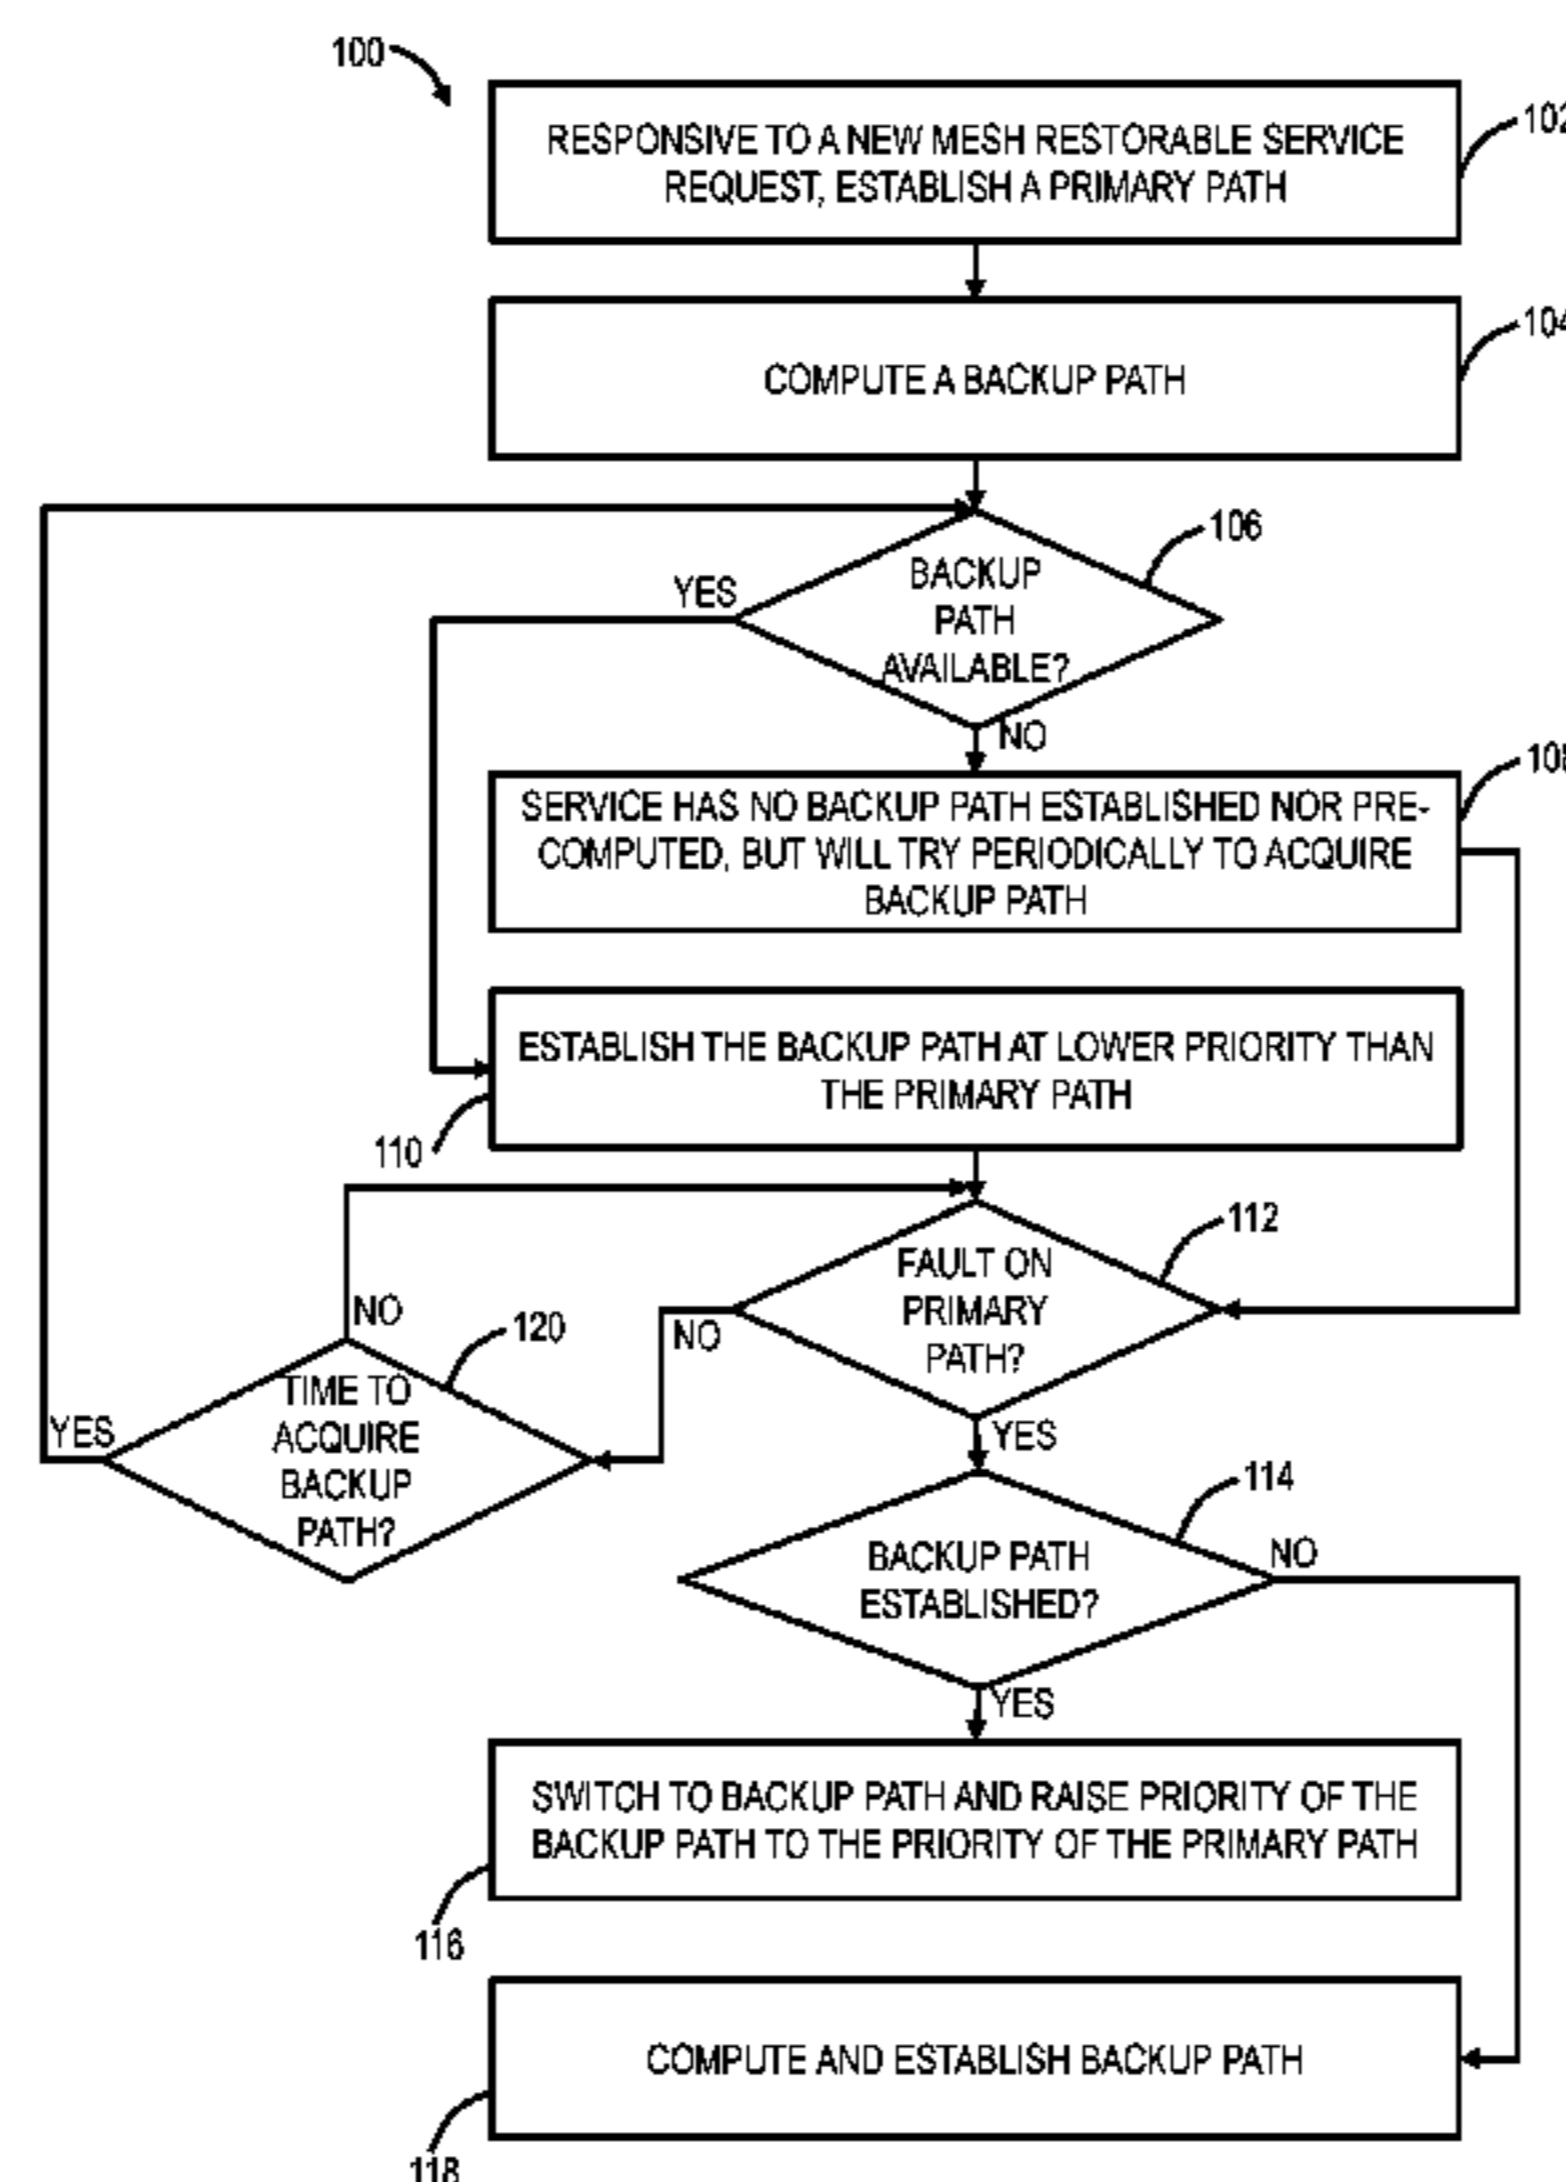 100
RESPONSIVE TO A NEW MESH RESTORABLE SERVICE
REQUEST, ESTABLISH A PRIMARY PATH
102
COMPUTE A BACKUP PATH
104
106
YES
BACKUP
PATH
AVAILABLE?
NO
108
SERVICE HAS NO BACKUP PATH ESTABLISHED NOR PRE-
COMPUTED, BUT WILL TRY PERIODICALLY TO ACQUIRE
BACKUP PATH
ESTABLISH THE BACKUP PATH AT LOWER PRIORITY THAN
THE PRIMARY PATH
110
112
FAULT ON
PRIMARY
PATH?
NO
NO
120
TIME TO
ACQUIRE
BACKUP
PATH?
YES
YES
114
BACKUP PATH
ESTABLISHED?
NO
YES
SWITCH TO BACKUP PATH AND RAISE PRIORITY OF THE
BACKUP PATH TO THE PRIORITY OF THE PRIMARY PATH
116
COMPUTE AND ESTABLISH BACKUP PATH
118